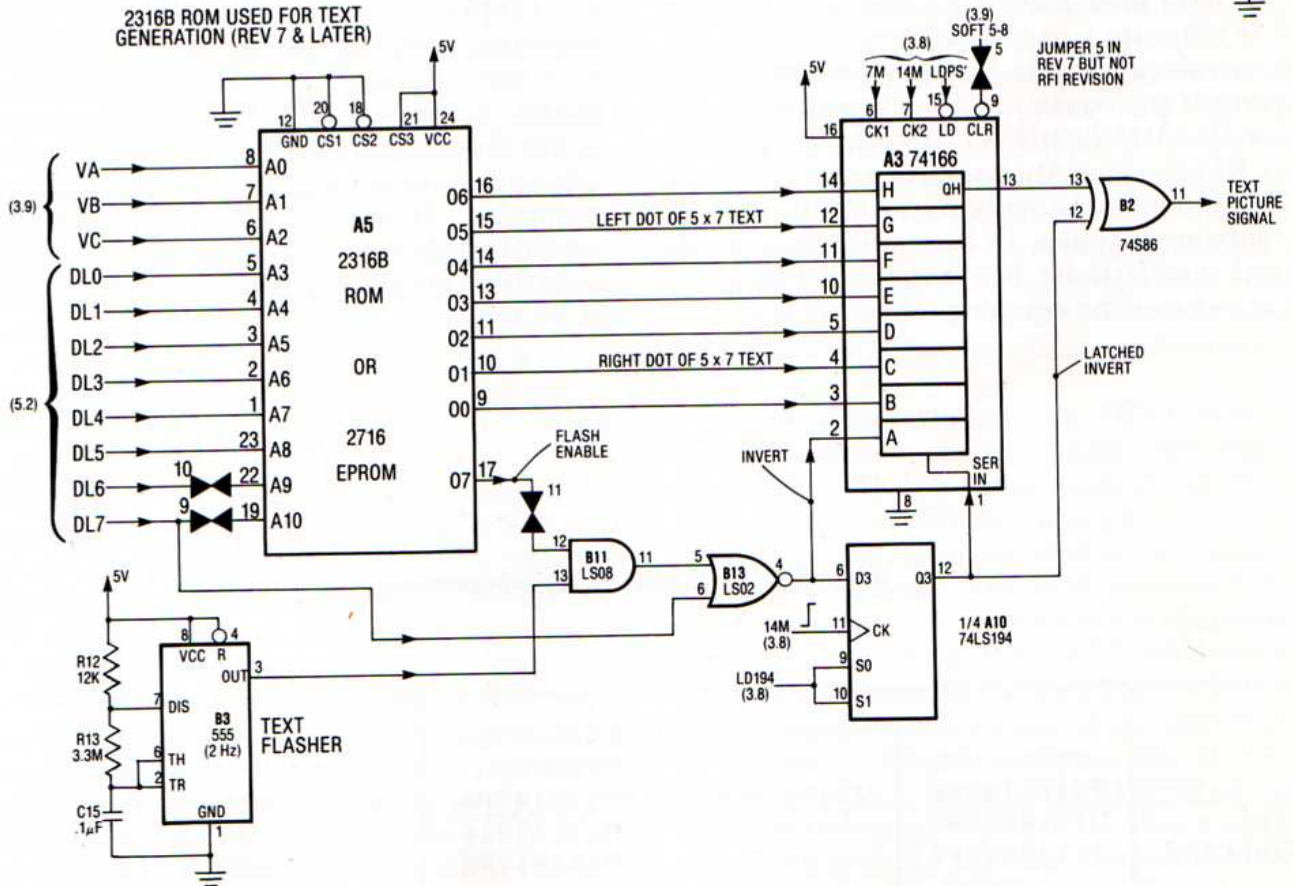 2316B ROM USED FOR TEXT
GENERATION (REV 7 & LATER)
(3.9)
SOFT 5-8
5
(3.8)
7M 14M LDPS'
JUMPER 5 IN
REV 7 BUT NOT
RFI REVISION
5V
5V
12 20 18 21 24
GND CS1 CS2 CS3 VCC
16
6 7 15 9
CK1 CK2 LD CLR
A3 74166
(3.9)
VA 8 A0
VB 7 A1
VC 6 A2
(5.2)
DL0 5 A3
DL1 4 A4
DL2 3 A5
DL3 2 A6
DL4 1 A7
DL5 23 A8
DL6 10 22 A9
DL7 9 19 A10
A5
2316B
ROM
OR
2716
EPROM
O6 16
O5 15
O4 14
O3 13
O2 11
O1 10
O0 9
O7 17
LEFT DOT OF 5 x 7 TEXT
RIGHT DOT OF 5 x 7 TEXT
14 H QH 13
12 G
11 F
10 E
5 D
4 C
3 B
2 A
SER
IN
1
8
13
12
B2
11
74S86
TEXT
PICTURE
SIGNAL
LATCHED
INVERT
FLASH
ENABLE
11
INVERT
12
13
B11
LS08
11
5
6
B13
LS02
4
6 D3 Q3 12
14M
(3.8)
11 CK
1/4 A10
74LS194
LD194
(3.8)
9 S0
10 S1
5V
8 4
VCC R
OUT 3
R12
12K
7 DIS
B3
555
(2 Hz)
TEXT
FLASHER
R13
3.3M
6 TH
2 TR
C15
.1µF
GND
1